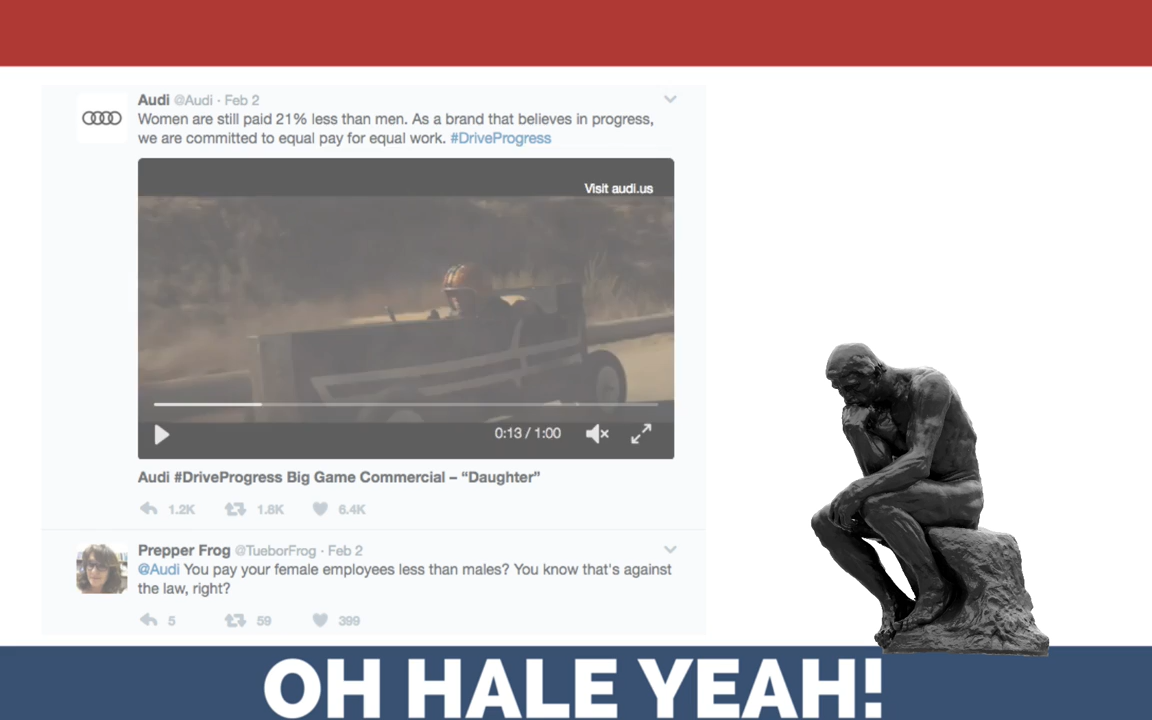 Audi @Audi · Feb 2
Women are still paid 21% less than men. As a brand that believes in progress,
we are committed to equal pay for equal work. #DriveProgress
Visit audi.us
0:13 / 1:00
Audi #DriveProgress Big Game Commercial – “Daughter”
1.2K 1.8K 6.4K
Prepper Frog @TueborFrog · Feb 2
@Audi You pay your female employees less than males? You know that's against
the law, right?
5 59 399
OH HALE YEAH!